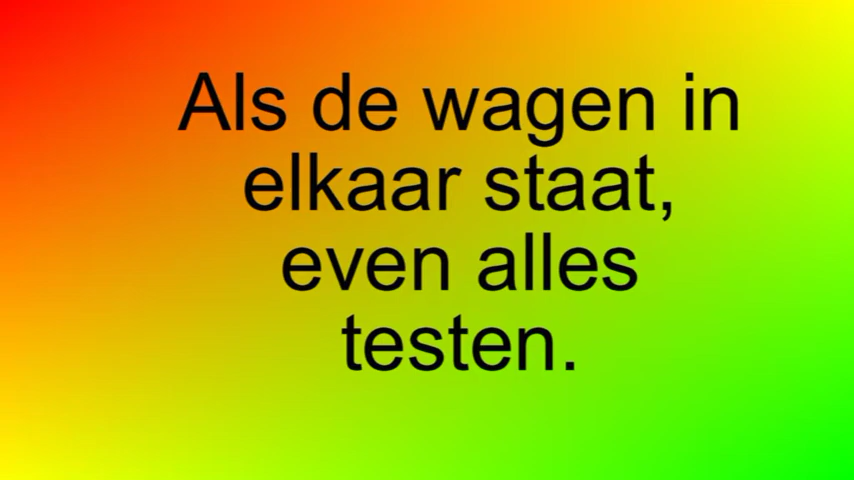 Als de wagen in
elkaar staat,
even alles
testen.